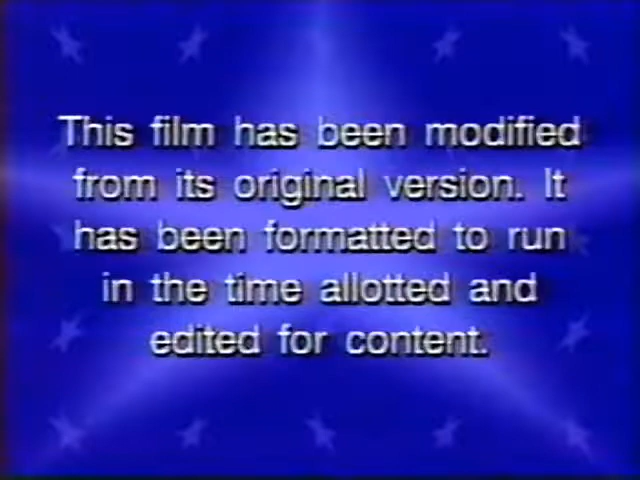 This film has been modified
from its original version. It
has been formatted to run
in the time allotted and
edited for content.